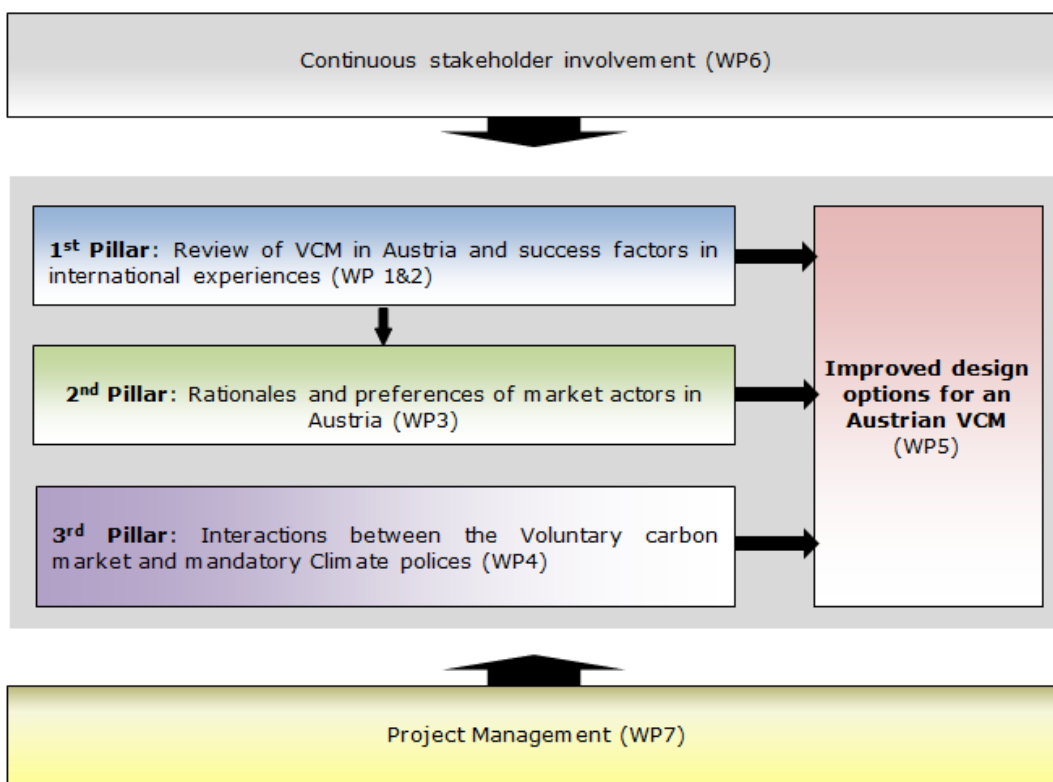 Continuous stakeholder involvement (WP6)
1st Pillar: Review of VCM in Austria and success factors in
international experiences (WP 1&2)
2nd Pillar: Rationales and preferences of market actors in
Austria (WP3)
3rd Pillar: Interactions between the Voluntary carbon
market and mandatory Climate polices (WP4)
Improved design
options for an
Austrian VCM
(WP5)
Project Management (WP7)